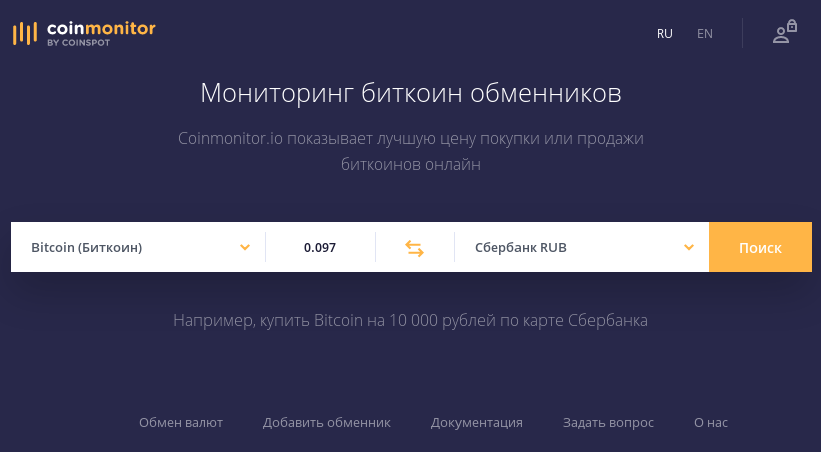 coinmonitor
BY COINSPOT
RU
EN
Мониторинг биткоин обменников
Coinmonitor.io показывает лучшую цену покупки или продажи
биткоинов онлайн
Bitcoin (Биткоин)
0.097
Сбербанк RUB
Поиск
Например, купить Bitcoin на 10 000 рублей по карте Сбербанка
Обмен валют
Добавить обменник
Документация
Задать вопрос
О нас